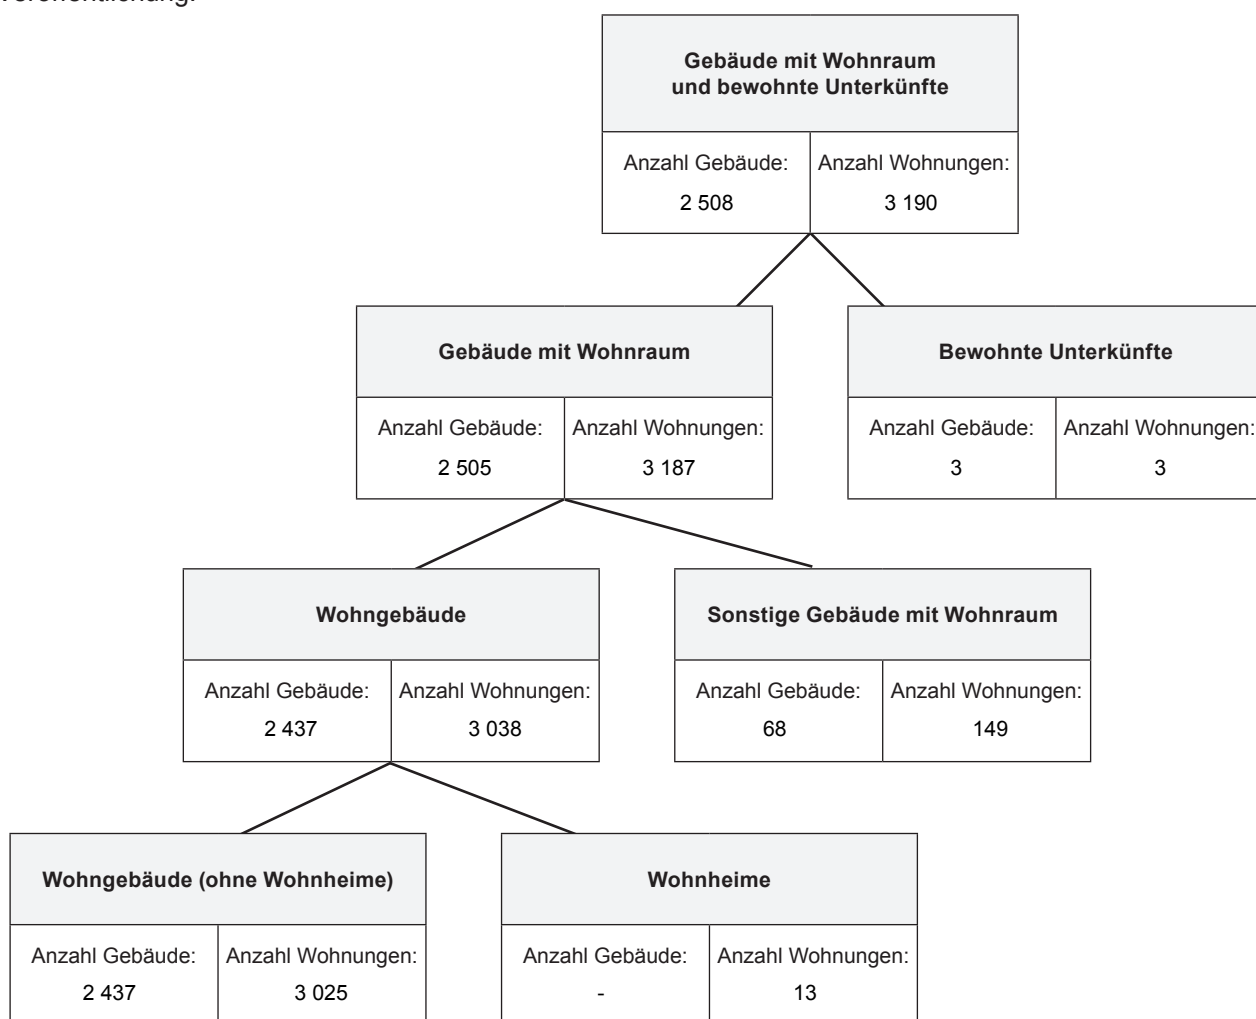 Veröffentlichung.
Gebäude mit Wohnraum
und bewohnte Unterkünfte
Anzahl Gebäude:
2 508
Anzahl Wohnungen:
3 190
Gebäude mit Wohnraum
Anzahl Gebäude:
2 505
Anzahl Wohnungen:
3 187
Bewohnte Unterkünfte
Anzahl Gebäude:
3
Anzahl Wohnungen:
3
Wohngebäude
Anzahl Gebäude:
2 437
Anzahl Wohnungen:
3 038
Sonstige Gebäude mit Wohnraum
Anzahl Gebäude:
68
Anzahl Wohnungen:
149
Wohngebäude (ohne Wohnheime)
Anzahl Gebäude:
2 437
Anzahl Wohnungen:
3 025
Wohnheime
Anzahl Gebäude:
-
Anzahl Wohnungen:
13